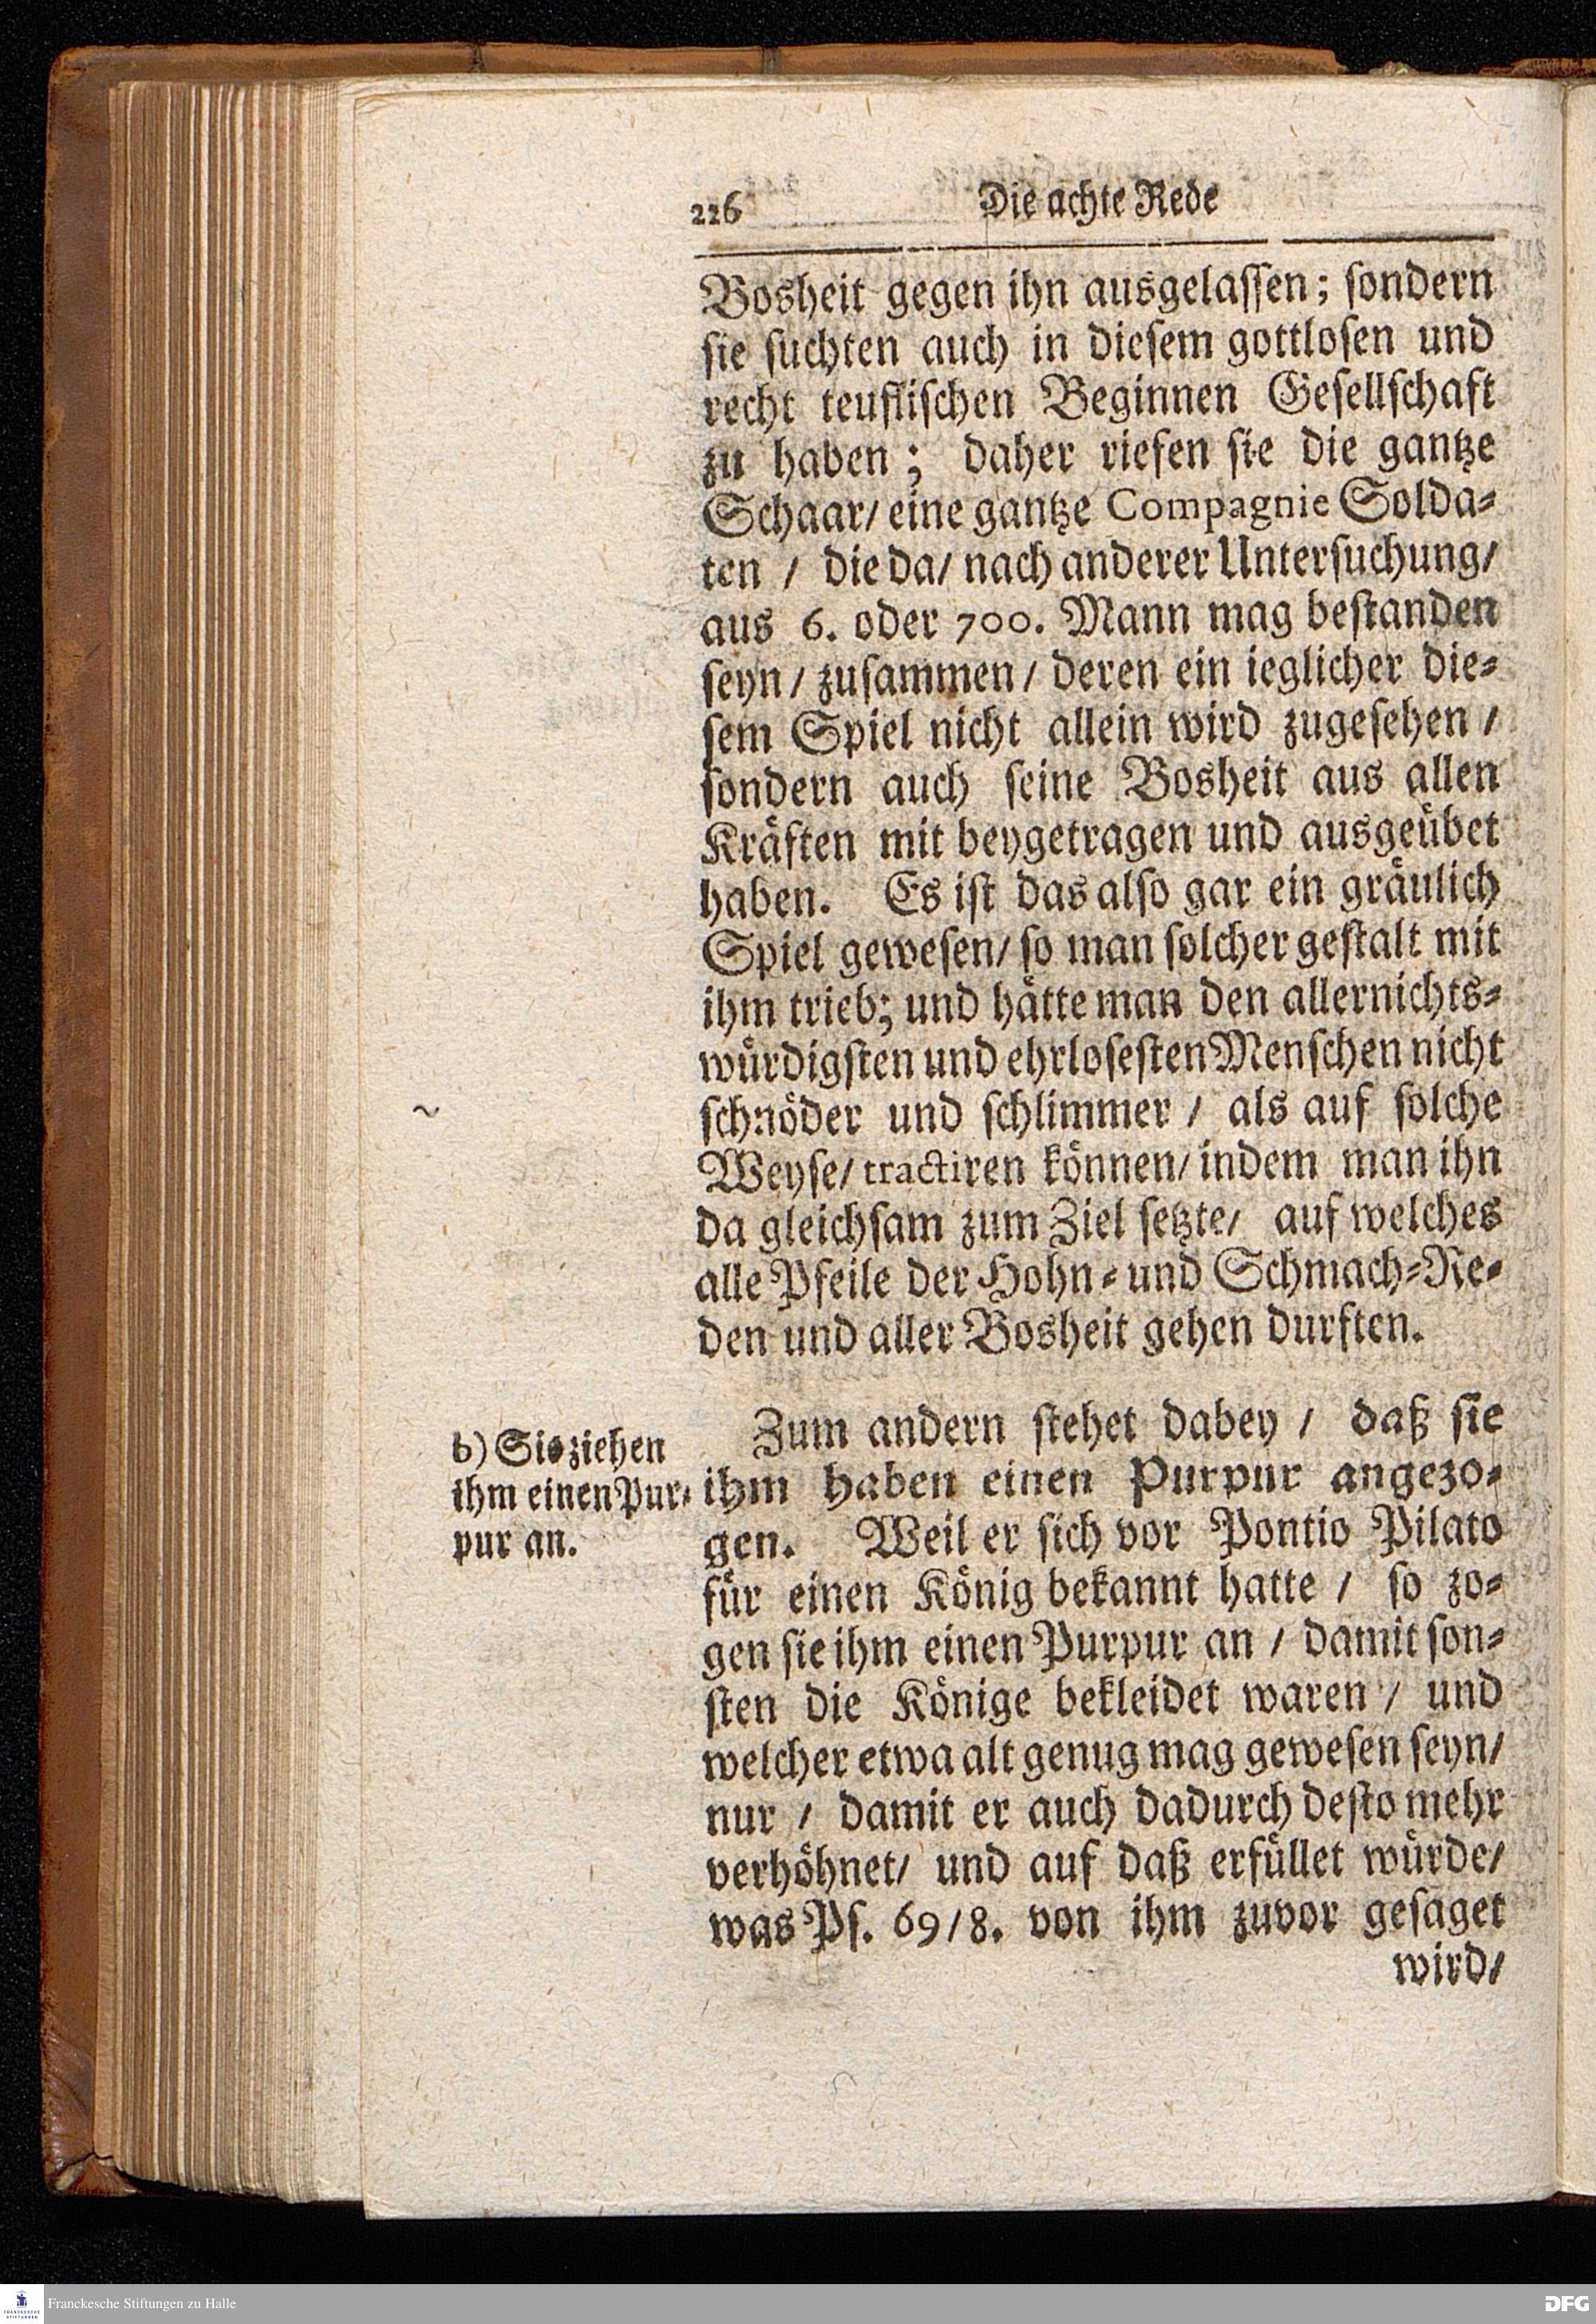 226 Die achte Rede
Bosheit gegen ihn ausgelaſſen; ſondern
ſie ſuchten auch in dieſem gottloſen und
recht teufliſchen Beginnen Geſellſchaft
zu haben; daher riefen ſie die gantze
Schaar/ eine gantze Compagnie Solda⸗
ten / die da/ nach anderer Unterſuchung/
aus 6. oder 700. Mann mag beſtanden
ſeyn/ zuſammen/ deren ein ieglicher die⸗
ſem Spiel nicht allein wird zugeſehen /
ſondern auch ſeine Bosheit aus allen
Kräften mit beygetragen und ausgeübet
haben. Es iſt das alſo gar ein gräulich
Spiel geweſen/ ſo man ſolcher geſtalt mit
ihm trieb; und hätte man den allernichts⸗
würdigſten und ehrloſeſten Menſchen nicht
ſchnöder und ſchlimmer / als auf ſolche
Weyſe/ tractiren können/ indem man ihn
da gleichſam zum Ziel ſetzte/ auf welches
alle Pfeile der Hohn⸗ und Schmach⸗Re⸗
den und aller Bosheit gehen durften.
b) Sie ziehen
ihm einen Pur⸗
pur an.
Zum andern ſtehet dabey / daß ſie
ihm haben einen Purpur angezo⸗
gen. Weil er ſich vor Pontio Pilato
für einen König bekannt hatte / ſo zo⸗
gen ſie ihm einen Purpur an / damit ſon⸗
ſten die Könige bekleidet waren / und
welcher etwa alt genug mag geweſen ſeyn/
nur / damit er auch dadurch deſto mehr
verhöhnet/ und auf daß erfüllet würde/
was Pſ. 69/8. von ihm zuvor geſaget
wird/
Franckesche Stiftungen zu Halle
FRANCKESCHE
STIFTUNGEN
DFG